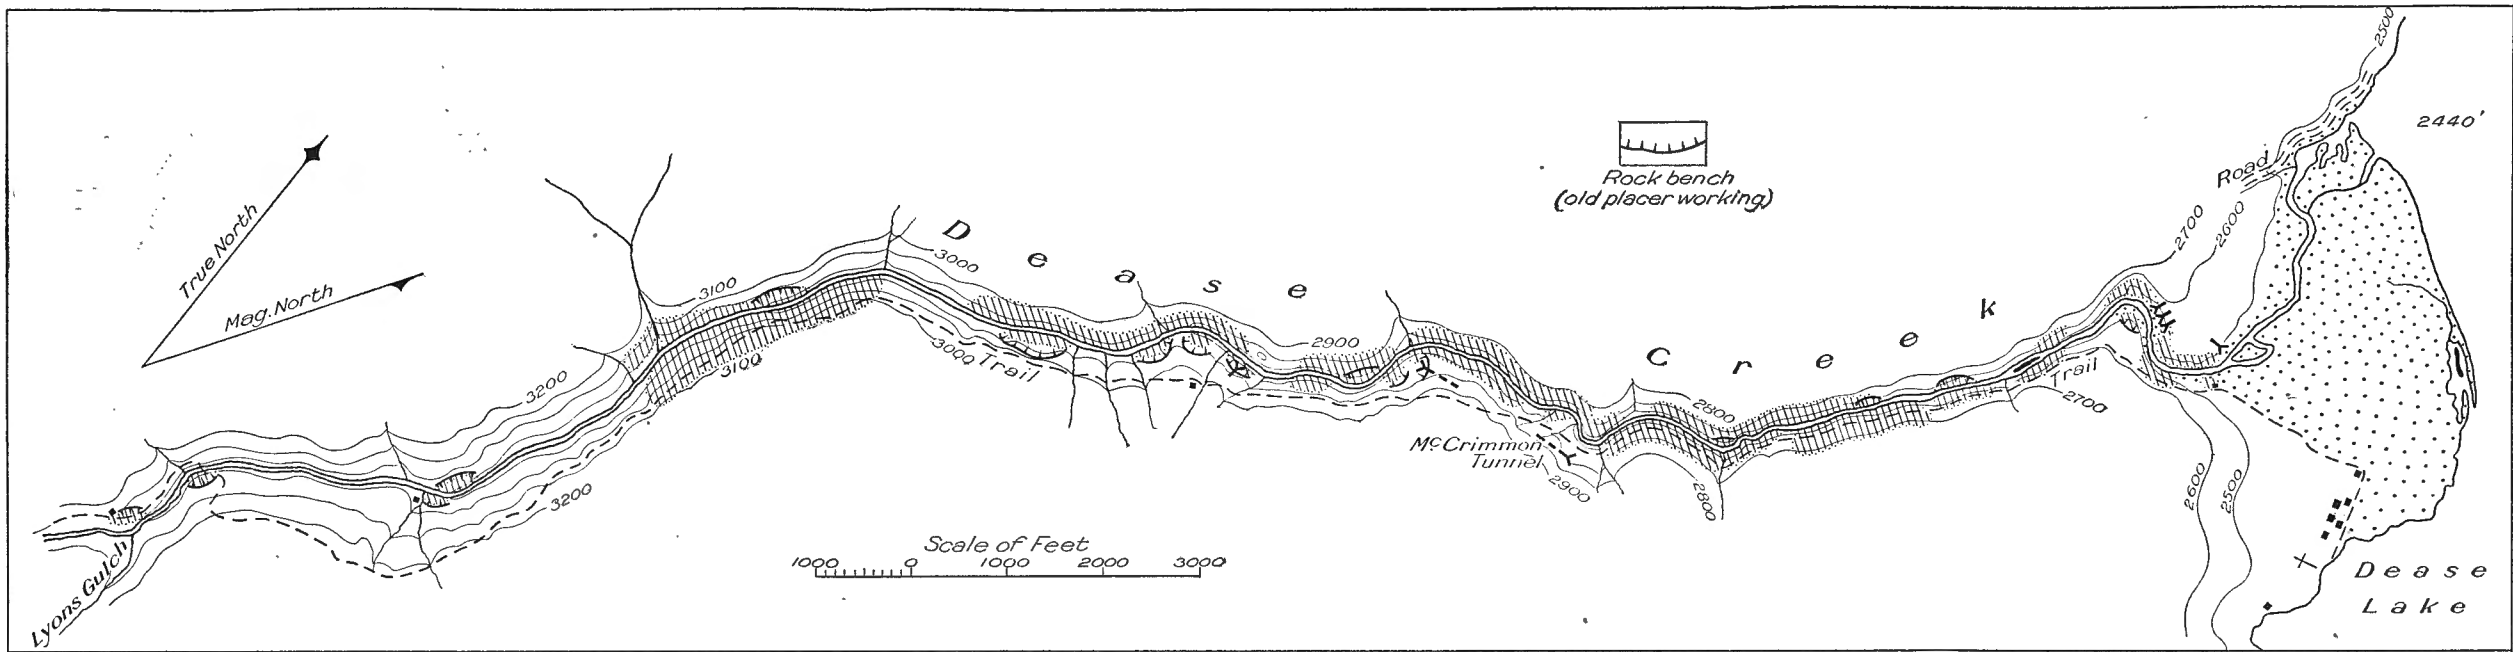 True North
Mag. North
Lyons Gulch
3200
3200
3100
3100
3000
3000
Trail
Dease
Creek
2900
Mc Crimmon
Tunnel
2900
2800
2800
Rock bench
(old placer working)
Trail
2700
2700
2600
Road
2500
2440'
2600
2500
Dease
Lake
Scale of Feet
1000 0 1000 2000 3000